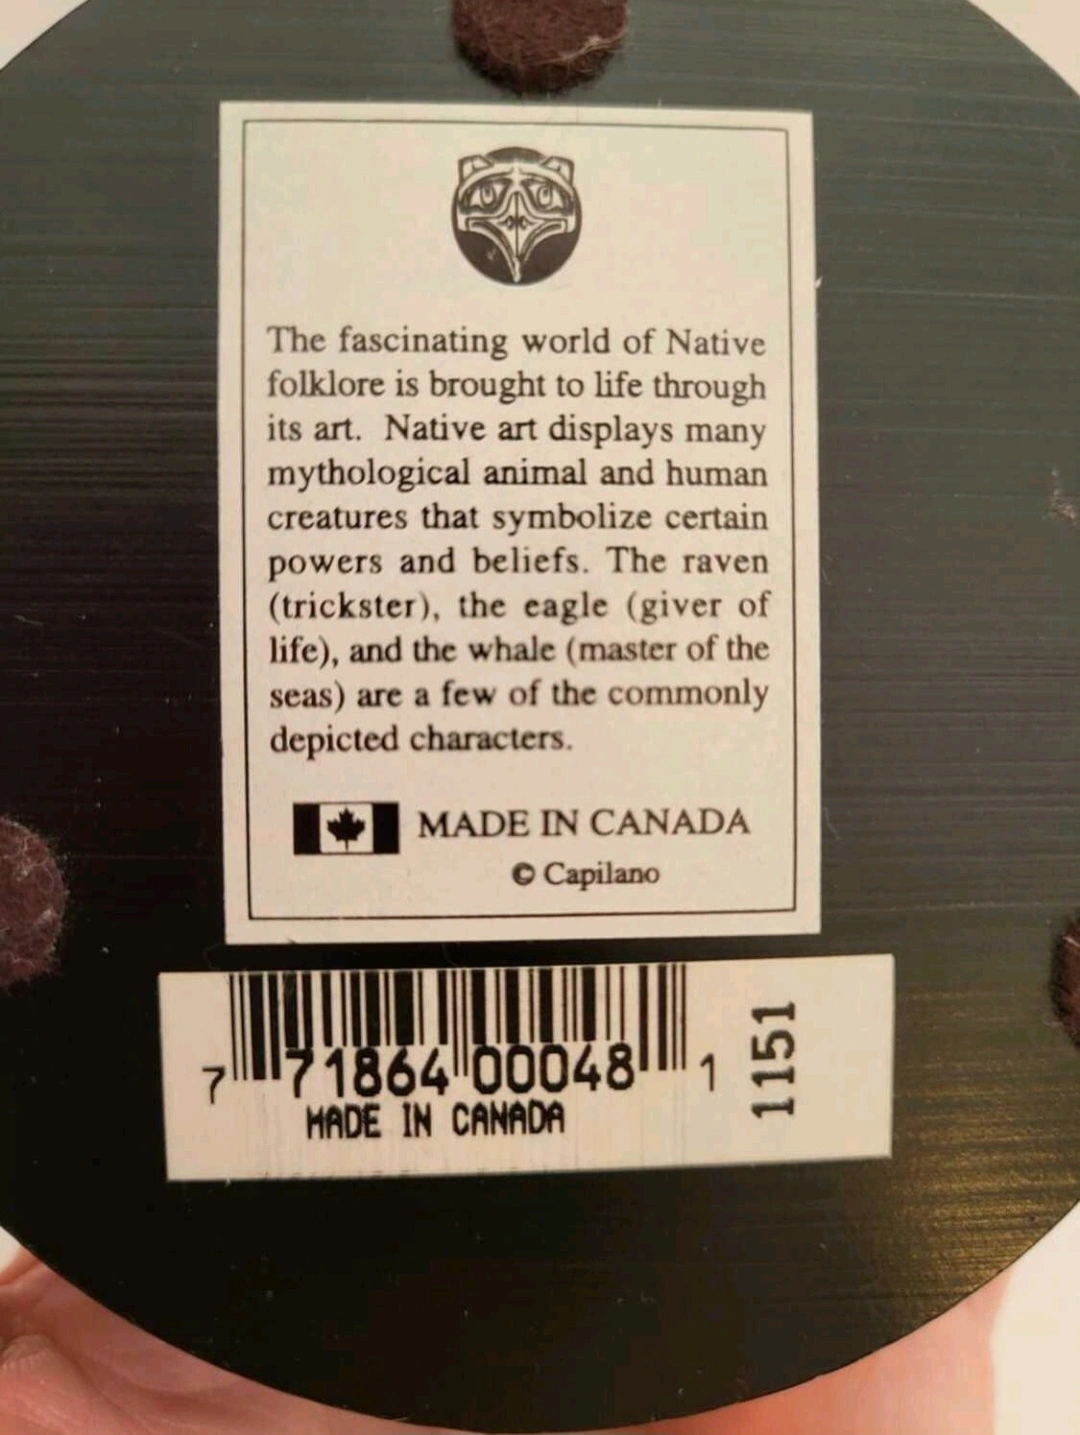 The fascinating world of Native
folklore is brought to life through
its art. Native art displays many
mythological animal and human
creatures that symbolize certain
powers and beliefs. The raven
(trickster), the eagle (giver of
life), and the whale (master of the
seas) are a few of the commonly
depicted characters.
MADE IN CANADA
© Capilano
7 71864 00048 1
1151
MADE IN CANADA